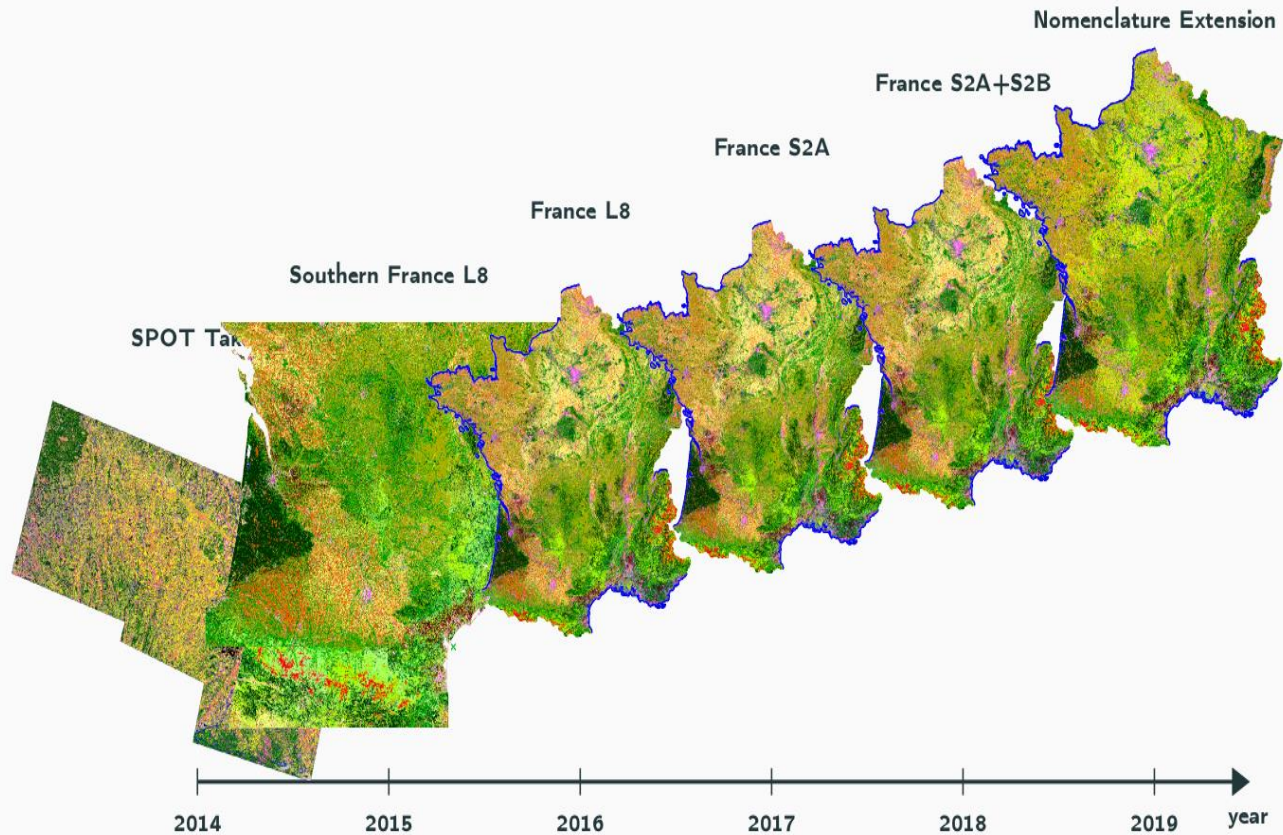 Nomenclature Extension
France S2A+S2B
France S2A
France L8
Southern France L8
SPOT
2014
2015
2016
2017
2018
2019
year